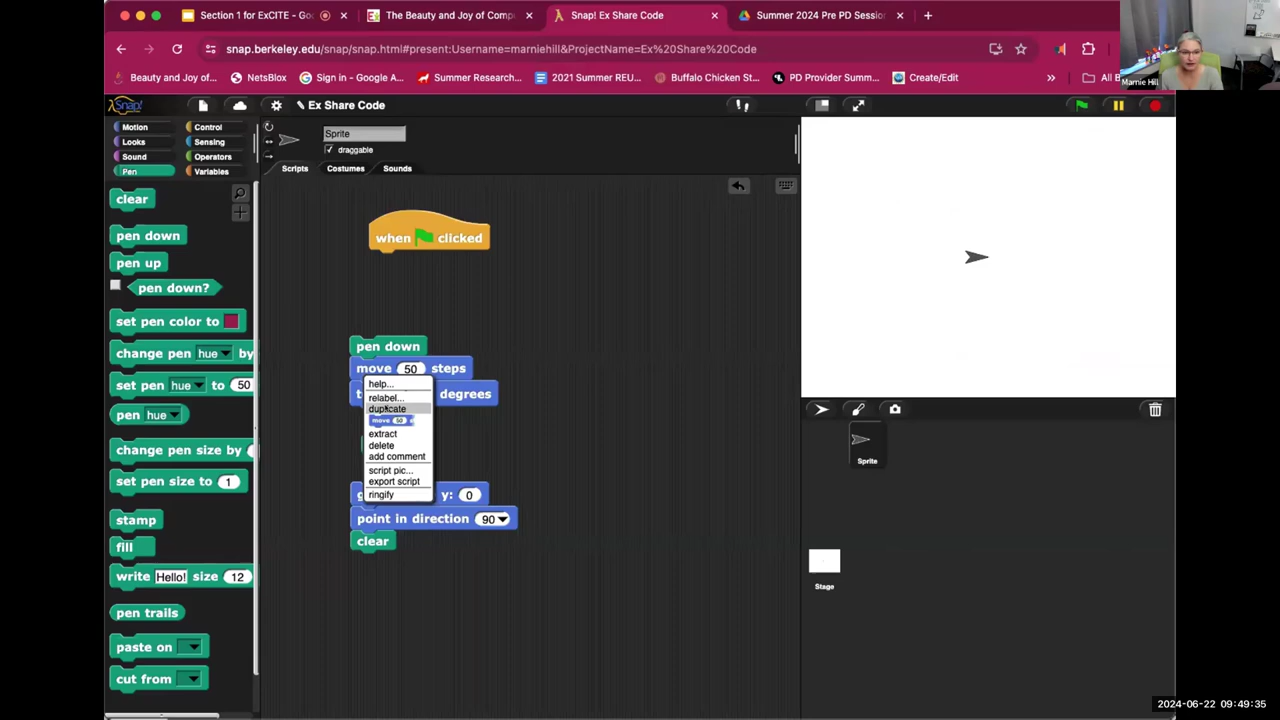 Section 1 for ExCITE - Go
The Beauty and Joy of Comp
Snap! Ex Share Code
Summer 2024 Pre PD Sessio
snap.berkeley.edu/snap/snap.html#present:Username=marniehill&ProjectName=Ex%20Share%20Code
Beauty and Joy of...
NetsBlox
Sign in - Google A...
Summer Research...
2021 Summer REU...
Buffalo Chicken St...
PD Provider Summ...
Create/Edit
All B
Marnie Hill
Snap!
Ex Share Code
Motion
Control
Looks
Sensing
Sound
Operators
Pen
Variables
Sprite
draggable
Scripts
Costumes
Sounds
clear
pen down
pen up
pen down?
set pen color to
change pen hue by
set pen hue to 50
pen hue
change pen size by
set pen size to 1
stamp
fill
write Hello! size 12
pen trails
paste on
cut from
when clicked
pen down
move 50 steps
t degrees
help...
relabel...
duplicate
move 50 s
extract
delete
add comment
script pic...
export script
ringify
g y: 0
point in direction 90
clear
Sprite
Stage
2024-06-22 09:49:35